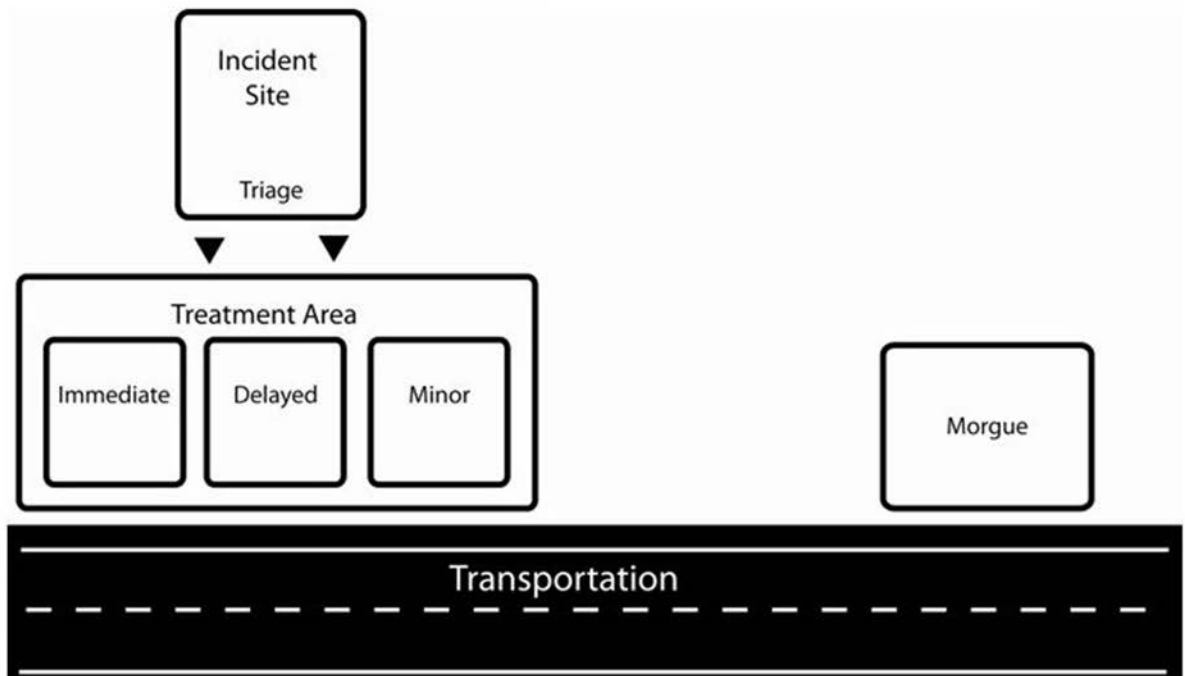 Incident
Site
Triage
Treatment Area
Immediate
Delayed
Minor
Morgue
Transportation